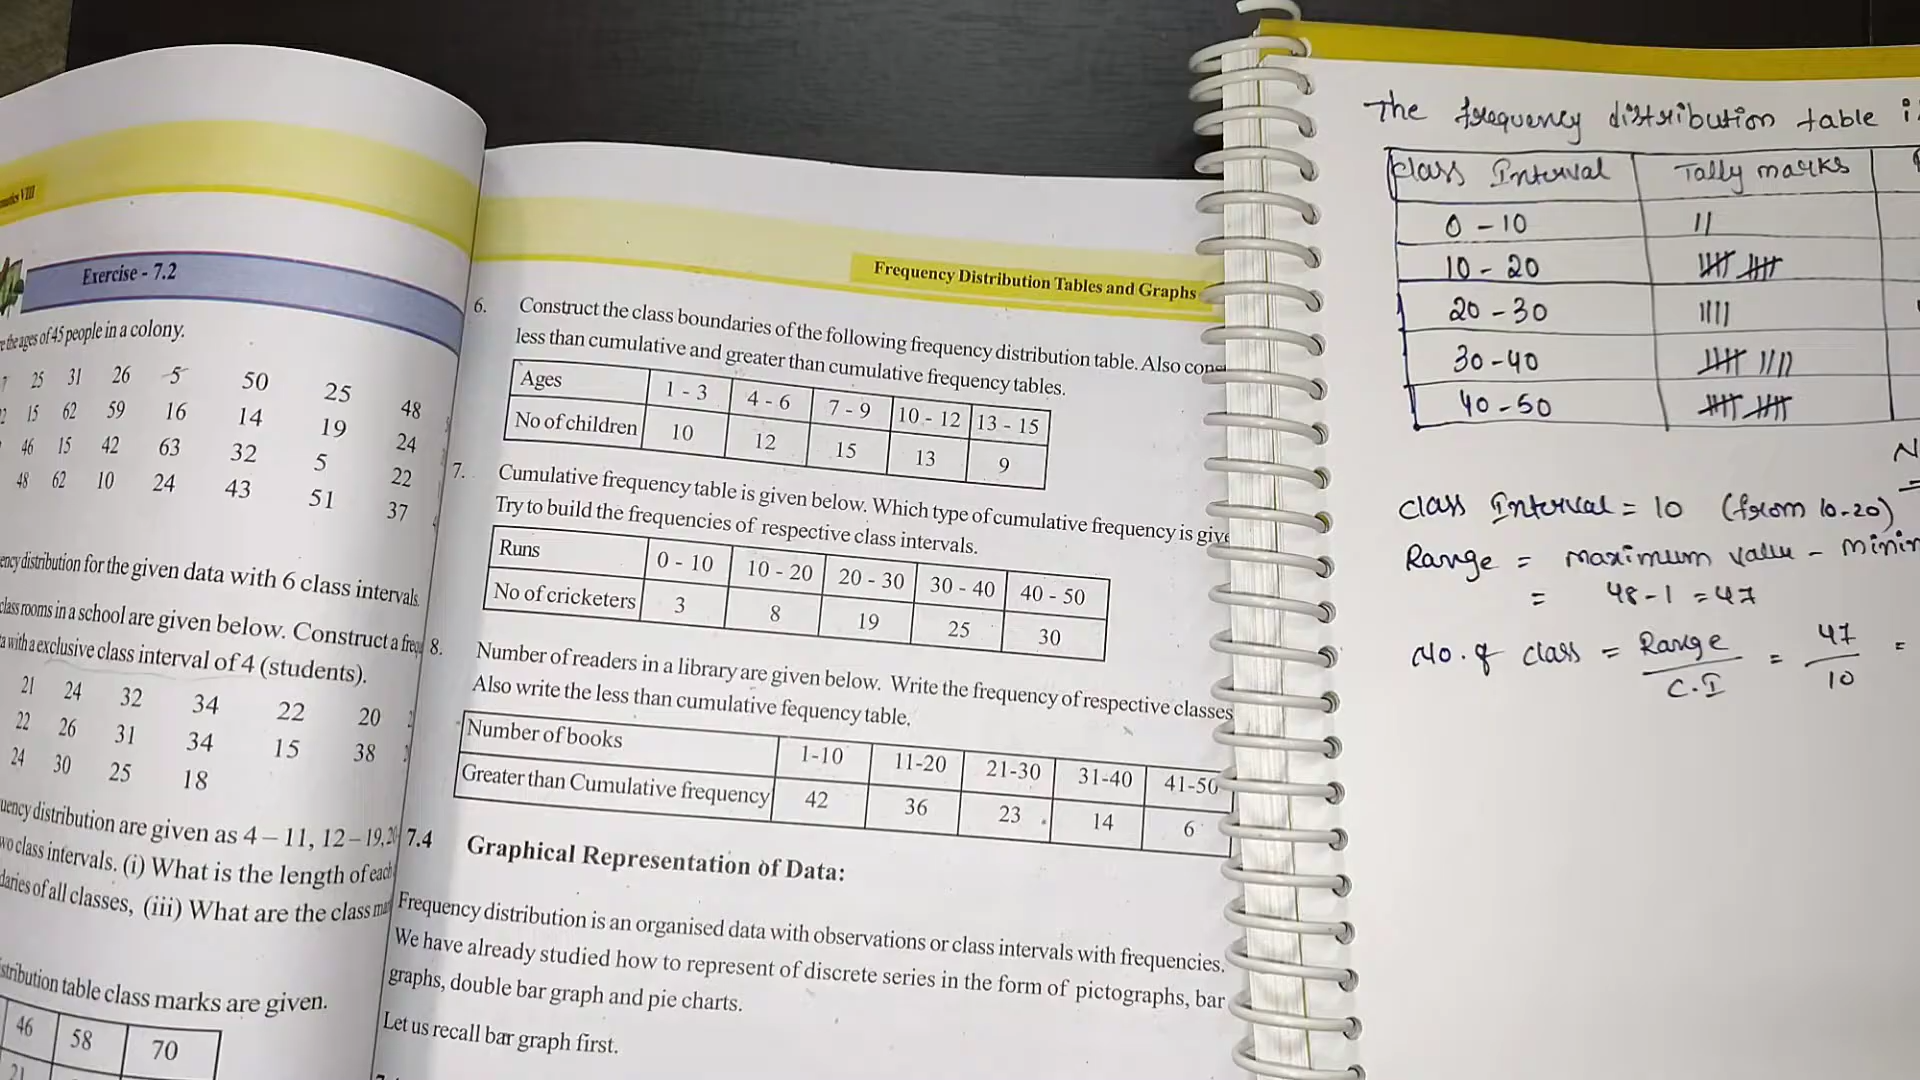 Exercise - 7.2
the ages of 45 people in a colony.
25 31 26 5 50 25 48
15 62 59 16 14 19 24
46 15 42 63 32 5 22
48 62 10 24 43 51 37
distribution for the given data with 6 class intervals.
class rooms in a school are given below. Construct a
with a exclusive class interval of 4 (students).
21 24 32 34 22 20
22 26 31 34 15 38
24 30 25 18
distribution are given as 4 – 11, 12 – 19,
class intervals. (i) What is the length of each
of all classes, (iii) What are the class
table class marks are given.
46 58 70
21
Frequency Distribution Tables and Graphs
6. Construct the class boundaries of the following frequency distribution table. Also
less than cumulative and greater than cumulative frequency tables.
Ages 1 - 3 4 - 6 7 - 9 10 - 12 13 - 15
No of children 10 12 15 13 9
7. Cumulative frequency table is given below. Which type of cumulative frequency is
Try to build the frequencies of respective class intervals.
Runs 0 - 10 10 - 20 20 - 30 30 - 40 40 - 50
No of cricketers 3 8 19 25 30
8. Number of readers in a library are given below. Write the frequency of respective classes
Also write the less than cumulative fequency table.
Number of books 1-10 11-20 21-30 31-40 41-50
Greater than Cumulative frequency 42 36 23 14 6
7.4 Graphical Representation of Data:
Frequency distribution is an organised data with observations or class intervals with frequencies.
We have already studied how to represent of discrete series in the form of pictographs, bar
graphs, double bar graph and pie charts.
Let us recall bar graph first.
The frequency distribution table
Class Interval Tally marks
0 - 10
10 - 20
20 - 30
30 - 40
40 - 50
N
Class Interval = 10 (from 10-20)
Range = maximum value -
= 48 - 1 = 47
No. of class = Range / C.I = 47 / 10 =